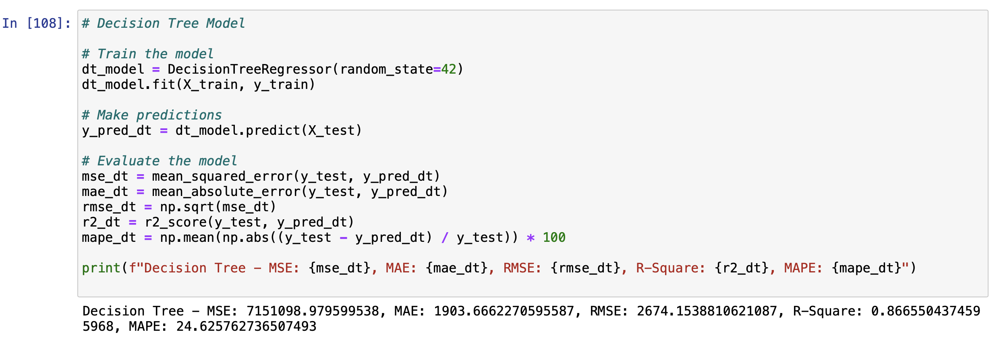 In [108]: # Decision Tree Model
# Train the model
dt_model = DecisionTreeRegressor(random_state=42)
dt_model.fit(X_train, y_train)
# Make predictions
y_pred_dt = dt_model.predict(X_test)
# Evaluate the model
mse_dt = mean_squared_error(y_test, y_pred_dt)
mae_dt = mean_absolute_error(y_test, y_pred_dt)
rmse_dt = np.sqrt(mse_dt)
r2_dt = r2_score(y_test, y_pred_dt)
mape_dt = np.mean(np.abs((y_test - y_pred_dt) / y_test)) * 100
print(f"Decision Tree - MSE: {mse_dt}, MAE: {mae_dt}, RMSE: {rmse_dt}, R-Square: {r2_dt}, MAPE: {mape_dt}")
Decision Tree - MSE: 7151098.979599538, MAE: 1903.6662270595587, RMSE: 2674.1538810621087, R-Square: 0.866550437459
5968, MAPE: 24.625762736507493